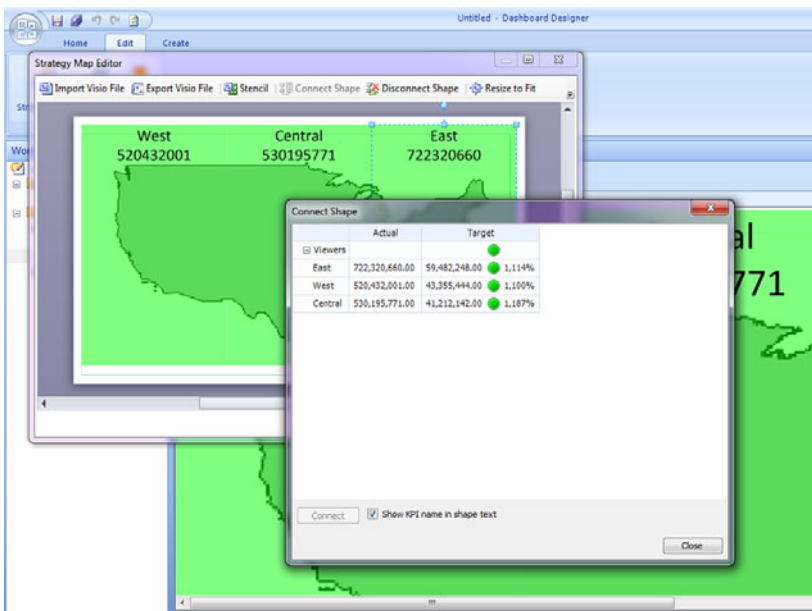 Untitled - Dashboard Designer
Home Edit Create
Strategy Map Editor
Import Visio File Export Visio File Stencil Connect Shape Disconnect Shape Resize to Fit
West Central East
520432001 530195771 722320660
Connect Shape
Actual Target
Viewers
East 722,320,660.00 59,482,248.00 1,114%
West 520,432,001.00 43,355,444.00 1,100%
Central 530,195,771.00 41,212,142.00 1,187%
al
771
Connect Show KPI name in shape text
Close